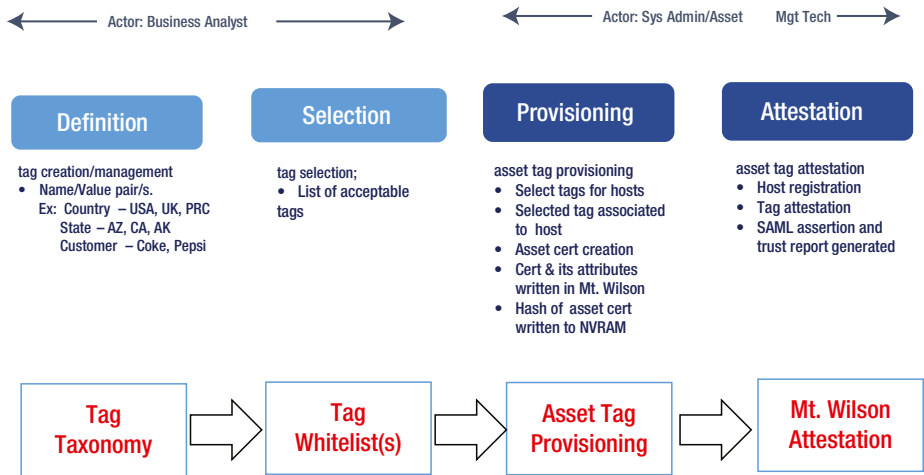 Actor: Business Analyst
Actor: Sys Admin/Asset Mgt Tech
Definition
tag creation/management
• Name/Value pair/s.
Ex: Country – USA, UK, PRC
State – AZ, CA, AK
Customer – Coke, Pepsi
Selection
tag selection;
• List of acceptable
tags
Provisioning
asset tag provisioning
• Select tags for hosts
• Selected tag associated
to host
• Asset cert creation
• Cert & its attributes
written in Mt. Wilson
• Hash of asset cert
written to NVRAM
Attestation
asset tag attestation
• Host registration
• Tag attestation
• SAML assertion and
trust report generated
Tag
Taxonomy
Tag
Whitelist(s)
Asset Tag
Provisioning
Mt. Wilson
Attestation